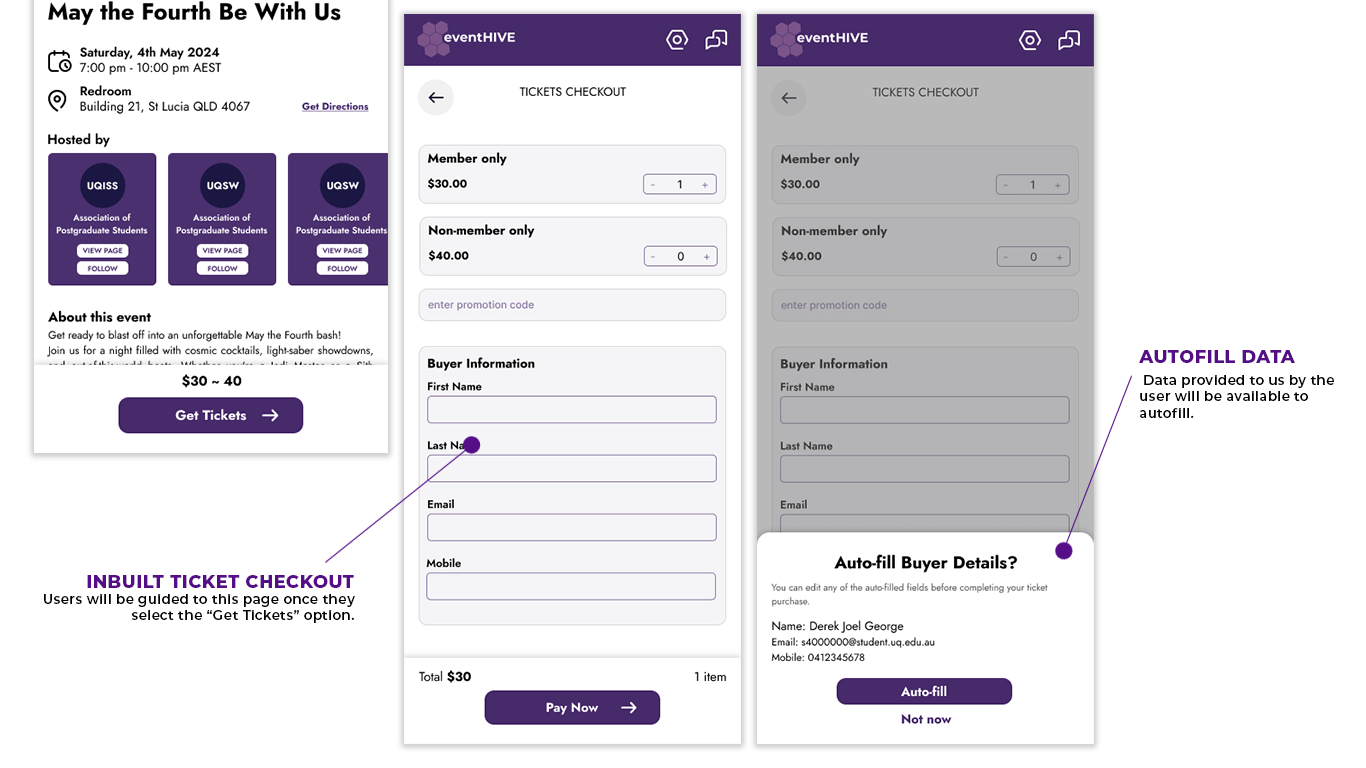 May the Fourth Be With Us
Saturday, 4th May 2024
7:00 pm - 10:00 pm AEST
Redroom
Building 21, St Lucia QLD 4067
Get Directions
Hosted by
UQISS
Association of
Postgraduate Students
VIEW PAGE
FOLLOW
UQSW
Association of
Postgraduate Students
VIEW PAGE
FOLLOW
UQSW
Association of
Postgraduate Students
VIEW PAGE
FOLLOW
About this event
Get ready to blast off into an unforgettable May the Fourth bash!
Join us for a night filled with cosmic cocktails, light-saber showdowns,
$30 ~ 40
Get Tickets
INBUILT TICKET CHECKOUT
Users will be guided to this page once they
select the “Get Tickets” option.
eventHIVE
TICKETS CHECKOUT
Member only
$30.00
- 1 +
Non-member only
$40.00
- 0 +
enter promotion code
Buyer Information
First Name
Last Na
Email
Mobile
Total $30
1 item
Pay Now
eventHIVE
TICKETS CHECKOUT
Member only
$30.00
- 1 +
Non-member only
$40.00
- 0 +
enter promotion code
Buyer Information
First Name
Last Name
Email
Auto-fill Buyer Details?
You can edit any of the auto-filled fields before completing your ticket
purchase.
Name: Derek Joel George
Email: s4000000@student.uq.edu.au
Mobile: 0412345678
Auto-fill
Not now
AUTOFILL DATA
Data provided to us by the
user will be available to
autofill.